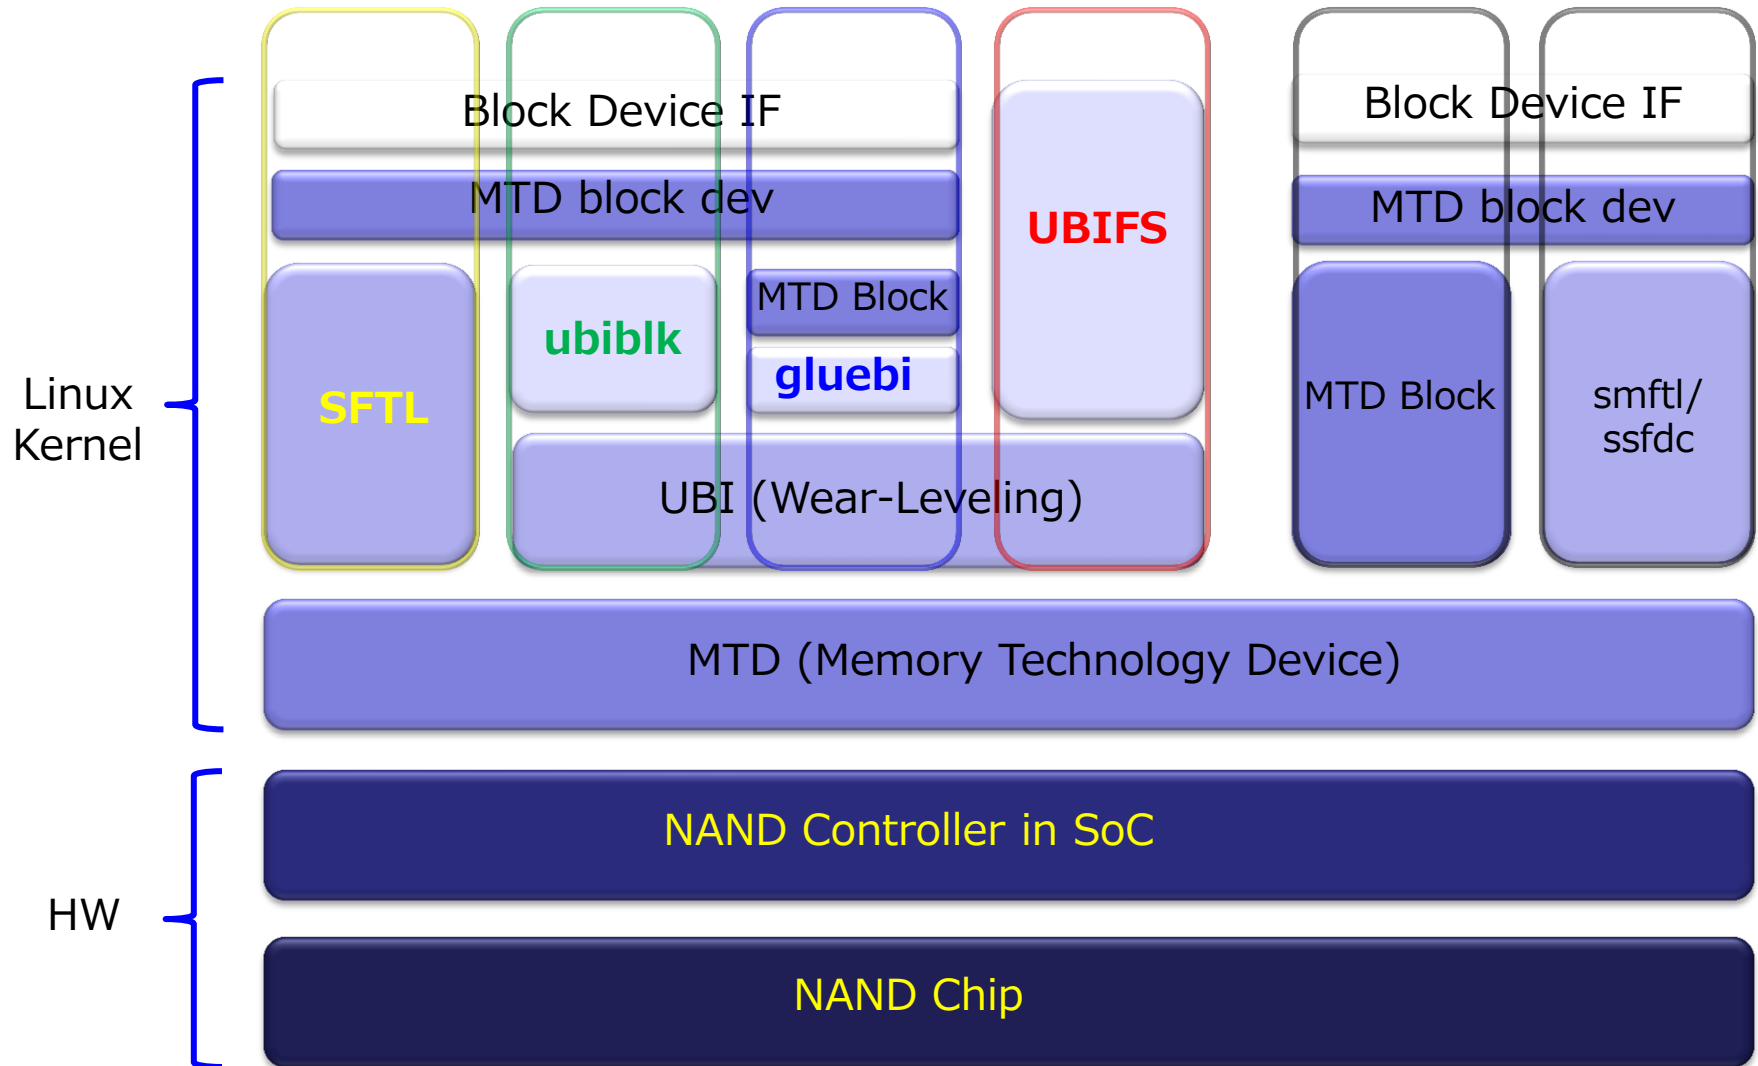 Block Device IF
Block Device IF
MTD block dev
MTD block dev
UBIFS
MTD Block
ubiblk
gluebi
SFTL
MTD Block
smftl/
ssfdc
Linux
Kernel
UBI (Wear-Leveling)
MTD (Memory Technology Device)
NAND Controller in SoC
HW
NAND Chip